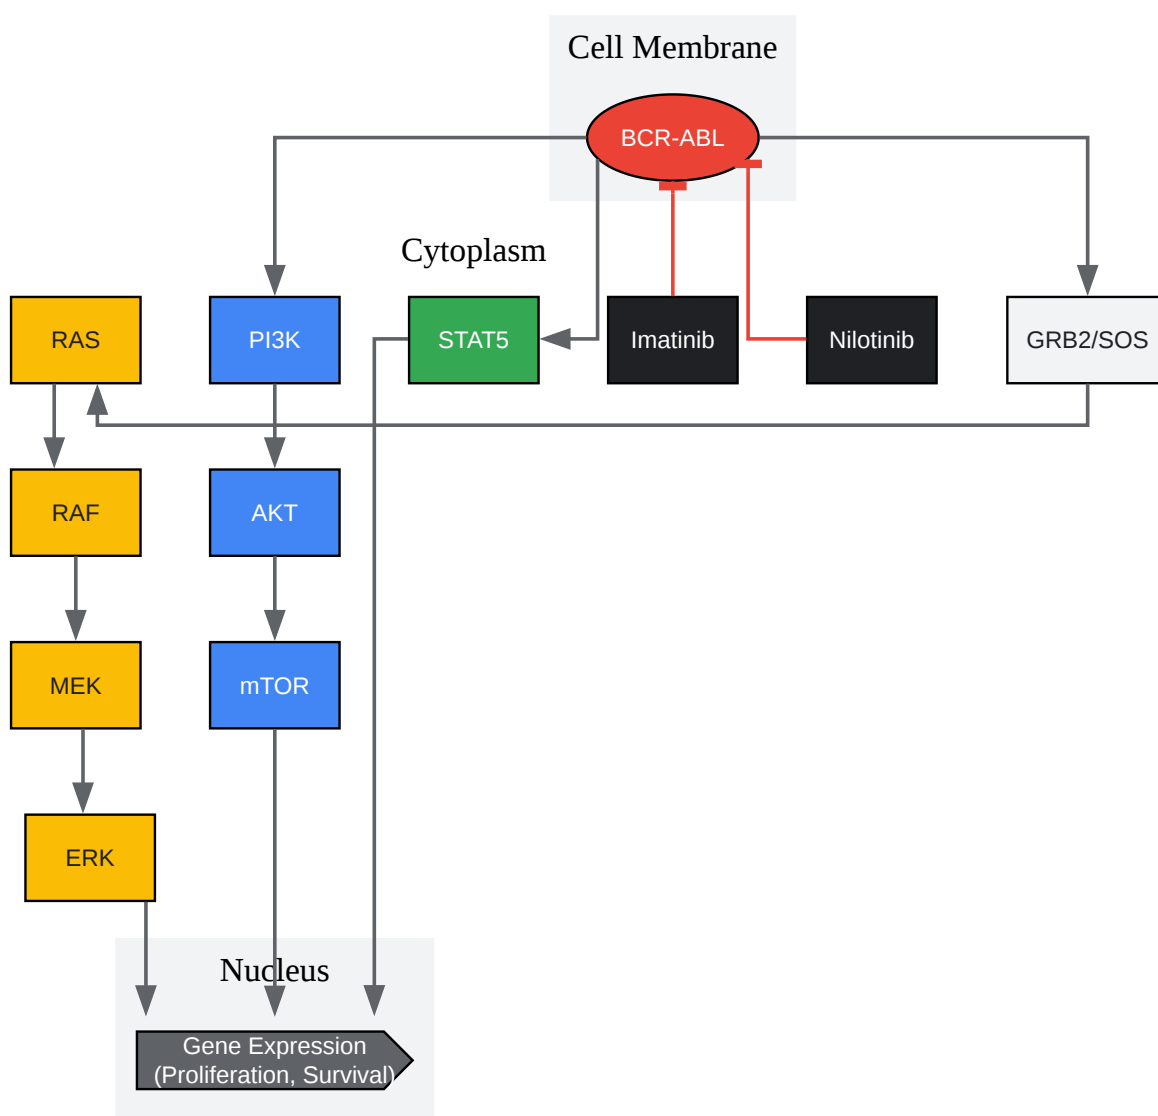 Cell Membrane
BCR-ABL
Cytoplasm
RAS
PI3K
STAT5
Imatinib
Nilotinib
GRB2/SOS
RAF
AKT
MEK
mTOR
ERK
Nucleus
Gene Expression
(Proliferation, Survival)